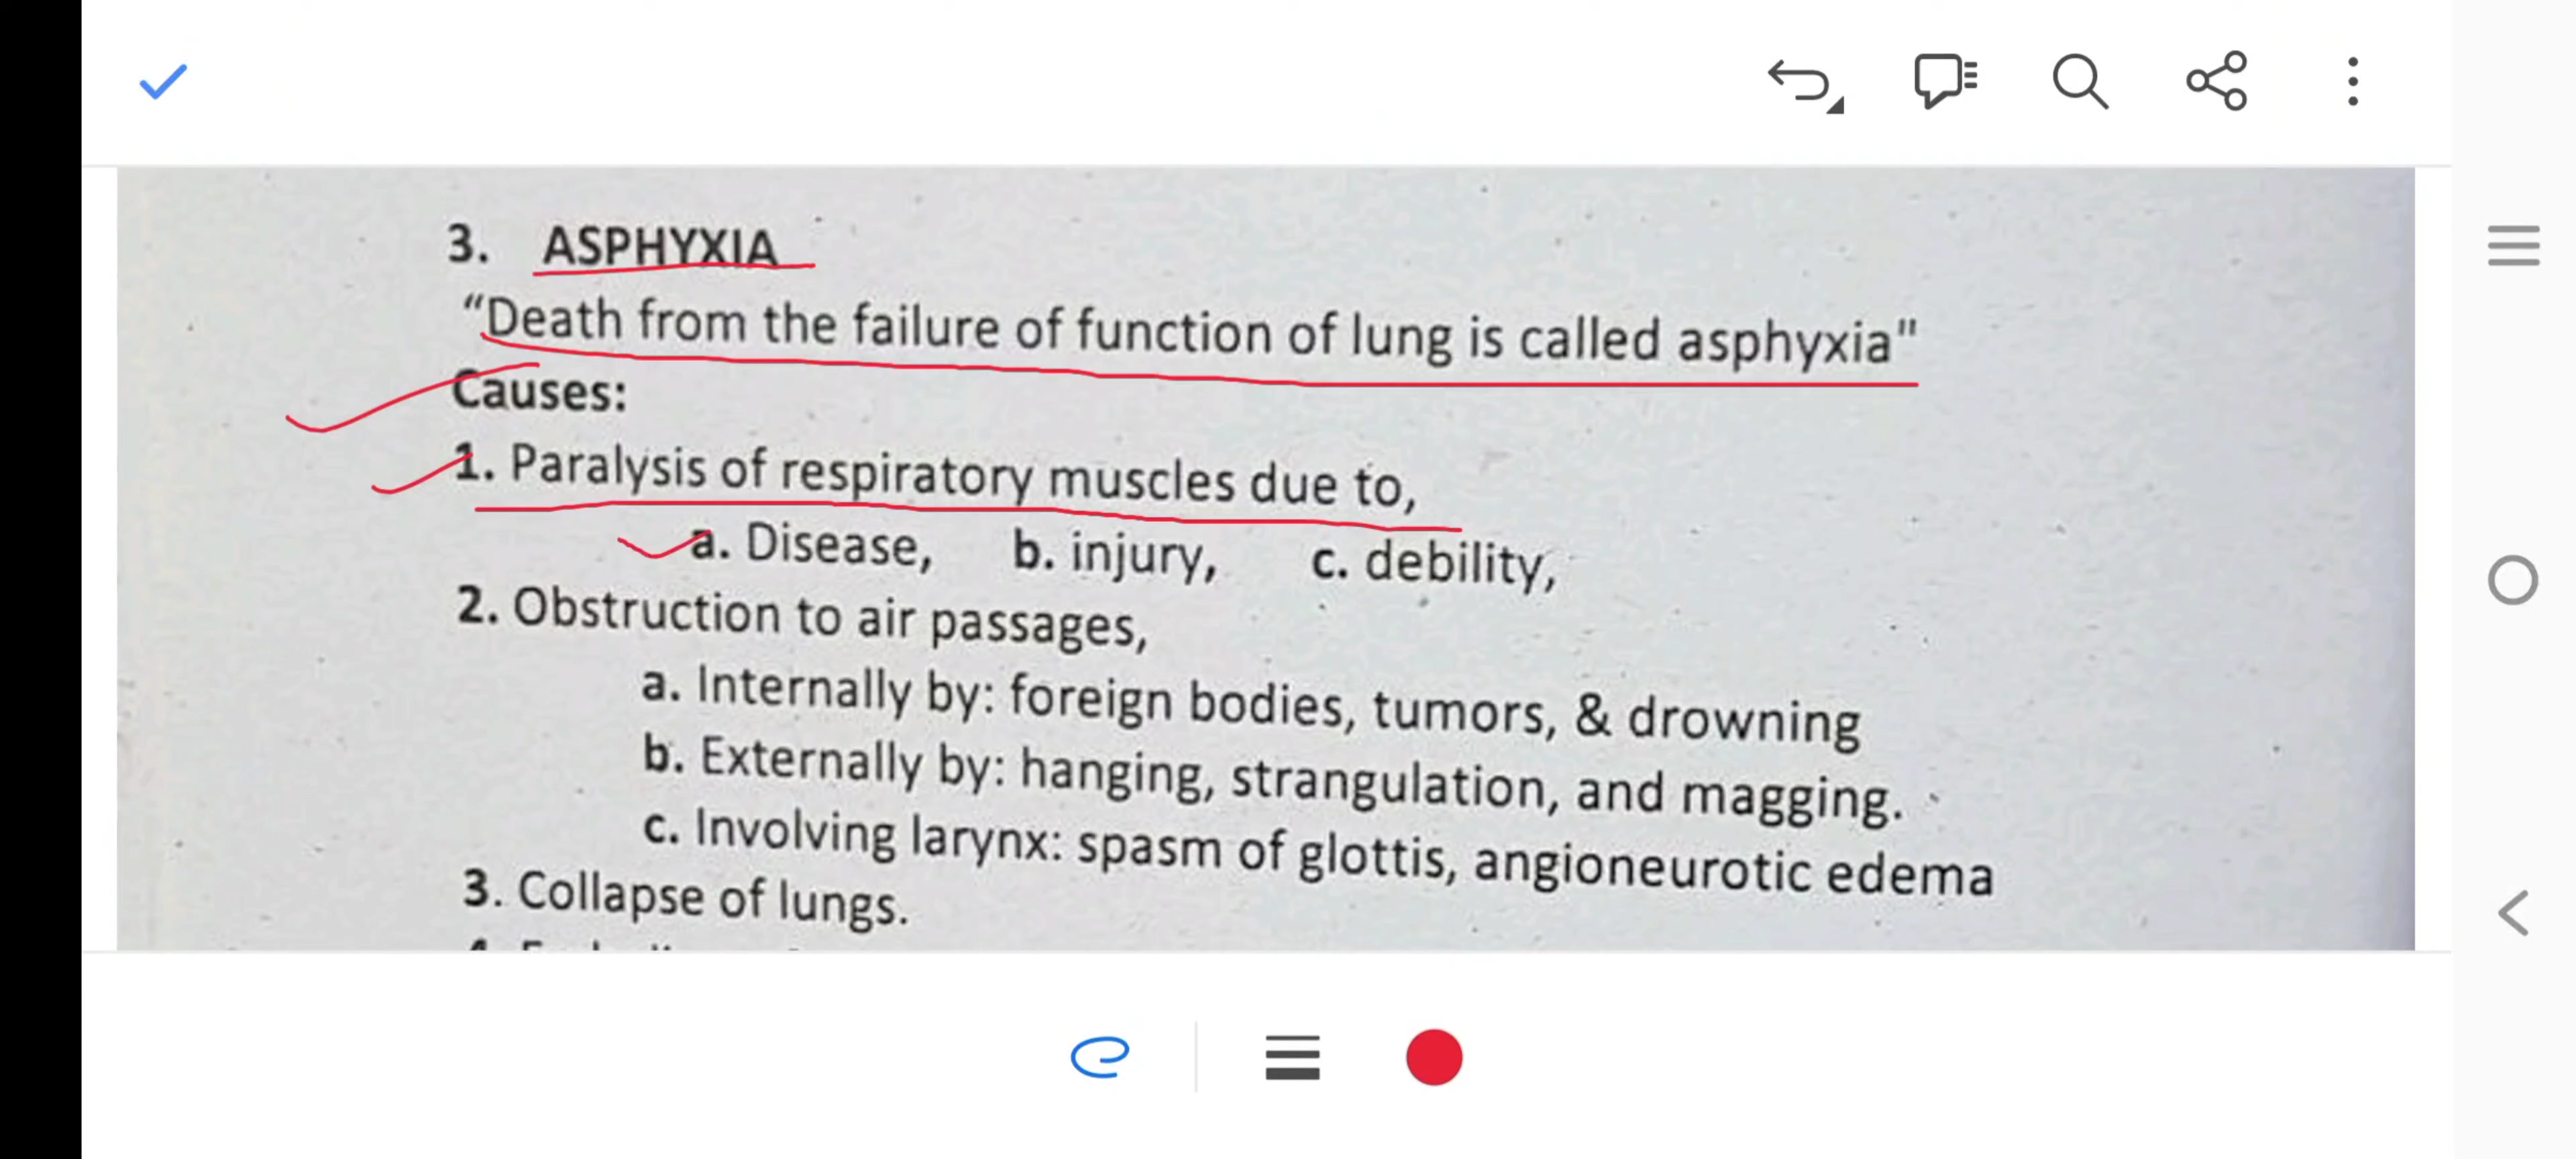 3. ASPHYXIA
“Death from the failure of function of lung is called asphyxia"
Causes:
1. Paralysis of respiratory muscles due to,
a. Disease, b. injury, c. debility,
2. Obstruction to air passages,
a. Internally by: foreign bodies, tumors, & drowning
b. Externally by: hanging, strangulation, and magging.
c. Involving larynx: spasm of glottis, angioneurotic edema
3. Collapse of lungs.